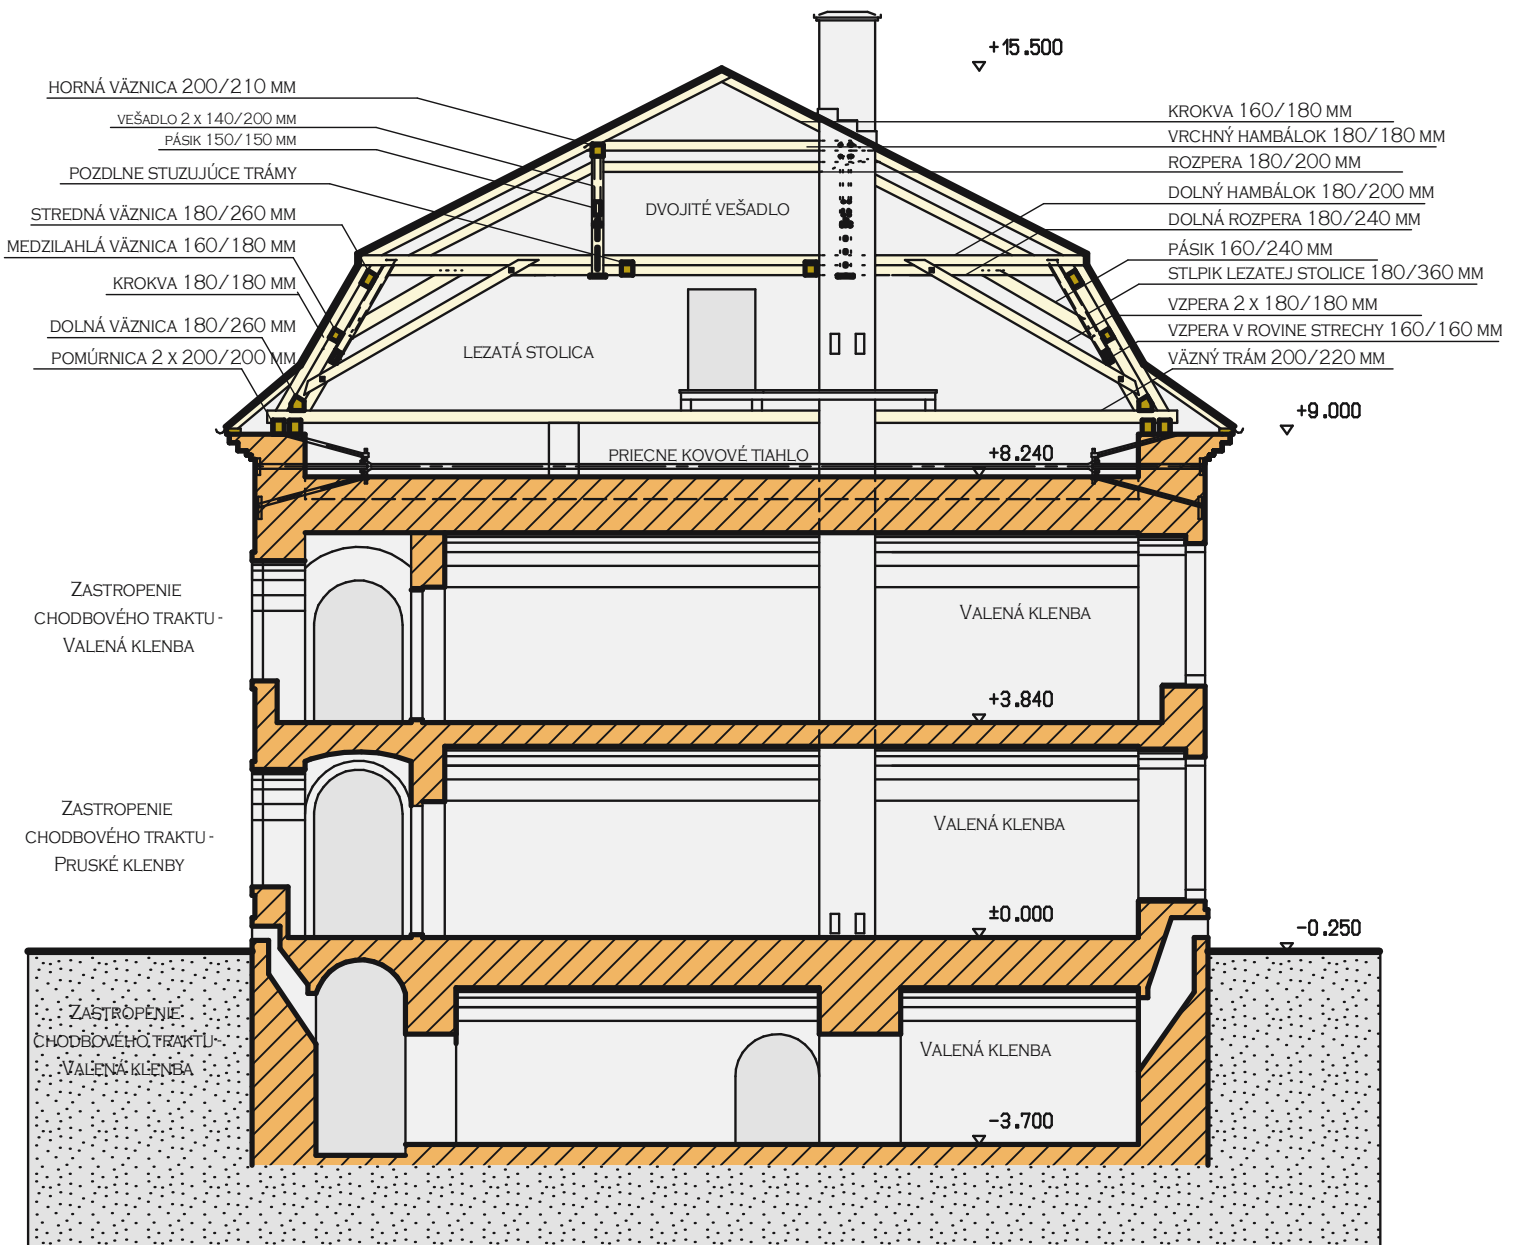 +15.500
HORNÁ VÄZNICA 200/210 MM
VEŠADLO 2 X 140/200 MM
PÁSIK 150/150 MM
POZDLNE STUZUJÚCE TRÁMY
STREDNÁ VÄZNICA 180/260 MM
MEDZILAHLÁ VÄZNICA 160/180 MM
KROKVA 180/180 MM
DOLNÁ VÄZNICA 180/260 MM
POMÚRNICA 2 X 200/200 MM
KROKVA 160/180 MM
VRCHNÝ HAMBÁLOK 180/180 MM
ROZPERA 180/200 MM
DOLNÝ HAMBÁLOK 180/200 MM
DOLNÁ ROZPERA 180/240 MM
PÁSIK 160/240 MM
STLPIK LEZATEJ STOLICE 180/360 MM
VZPERA 2 X 180/180 MM
VZPERA V ROVINE STRECHY 160/160 MM
VÄZNÝ TRÁM 200/220 MM
DVOJITÉ VEŠADLO
LEZATÁ STOLICA
+9.000
PRIECNE KOVOVÉ TIAHLO
+8.240
ZASTROPENIE
CHODBOVÉHO TRAKTU -
VALENÁ KLENBA
VALENÁ KLENBA
+3.840
ZASTROPENIE
CHODBOVÉHO TRAKTU -
PRUSKÉ KLENBY
VALENÁ KLENBA
±0.000
-0.250
ZASTROPENIE
CHODBOVÉHO TRAKTU -
VALENÁ KLENBA
VALENÁ KLENBA
-3.700